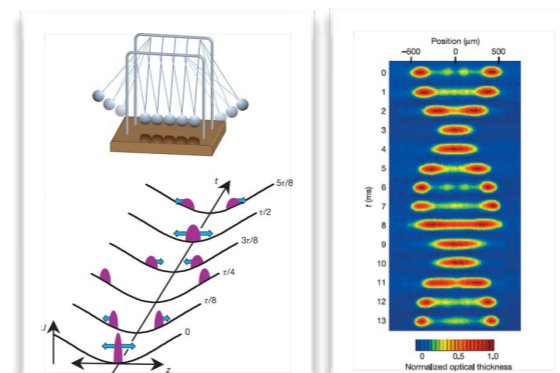 t
5τ/8
τ/2
3τ/8
τ/4
τ/8
0
U
z
Position (μm)
−500 0 500
0
1
2
3
4
5
6
7
8
9
10
11
12
13
t (ms)
0 0.5 1.0
Normalized optical thickness